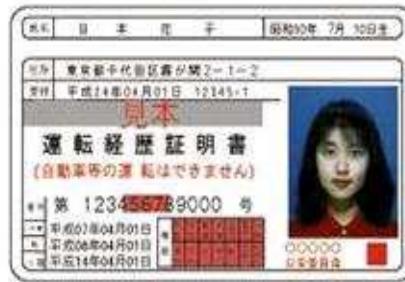 氏名 日本花子 昭和50年 7月 10日生
住所 東京都千代田区霞が関2-1-2
交付 平成14年04月01日 12345-1
見本
運転経歴証明書
(自動車等の運転はできません)
第 123456789000 号
平成02年04月01日
平成08年04月01日
平成14年04月01日
○○○○○
公安委員会